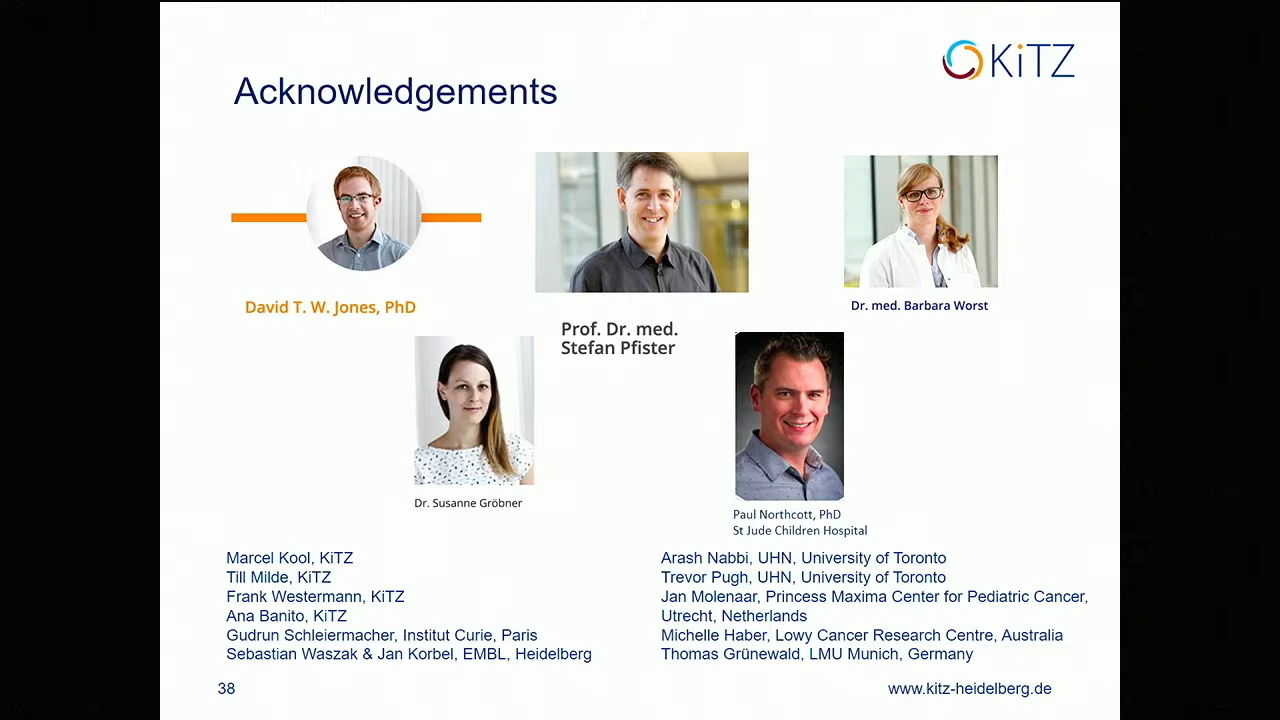 KiTZ
Acknowledgements
David T. W. Jones, PhD
Prof. Dr. med.
Stefan Pfister
Dr. med. Barbara Worst
Dr. Susanne Gröbner
Paul Northcott, PhD
St Jude Children Hospital
Marcel Kool, KiTZ
Till Milde, KiTZ
Frank Westermann, KiTZ
Ana Banito, KiTZ
Gudrun Schleiermacher, Institut Curie, Paris
Sebastian Waszak & Jan Korbel, EMBL, Heidelberg
Arash Nabbi, UHN, University of Toronto
Trevor Pugh, UHN, University of Toronto
Jan Molenaar, Princess Maxima Center for Pediatric Cancer,
Utrecht, Netherlands
Michelle Haber, Lowy Cancer Research Centre, Australia
Thomas Grünewald, LMU Munich, Germany
38
www.kitz-heidelberg.de